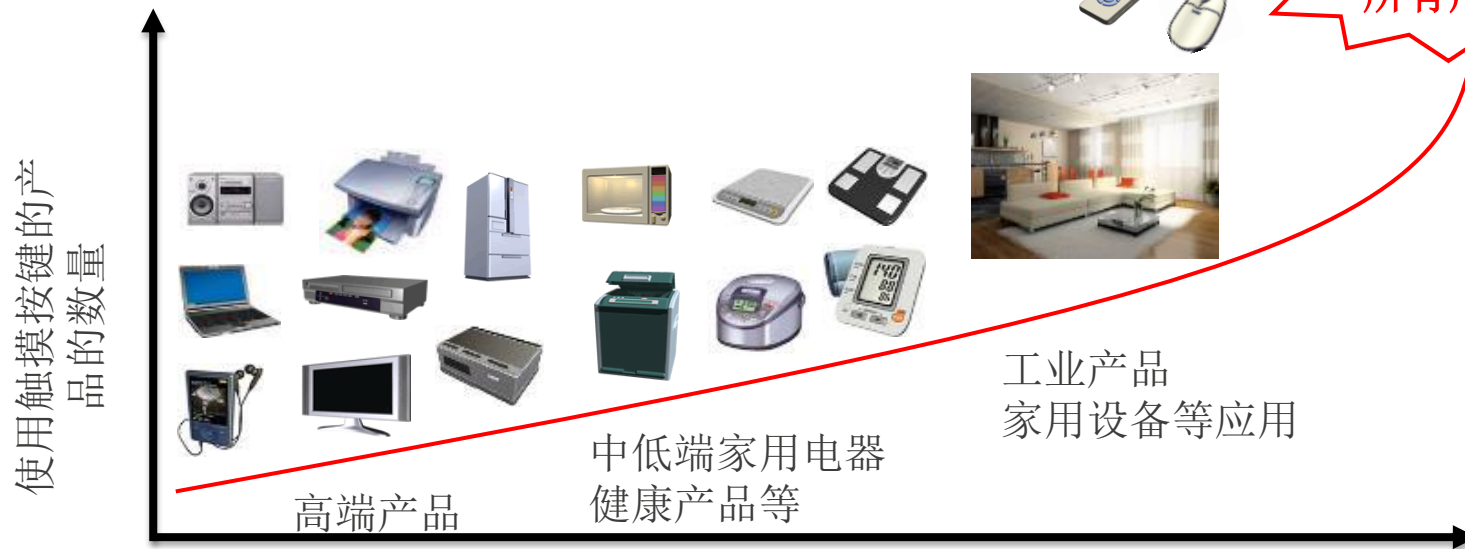 所有
使用触摸按键的产
品的数量
工业产品
家用设备等应用
中低端家用电器
健康产品等
高端产品